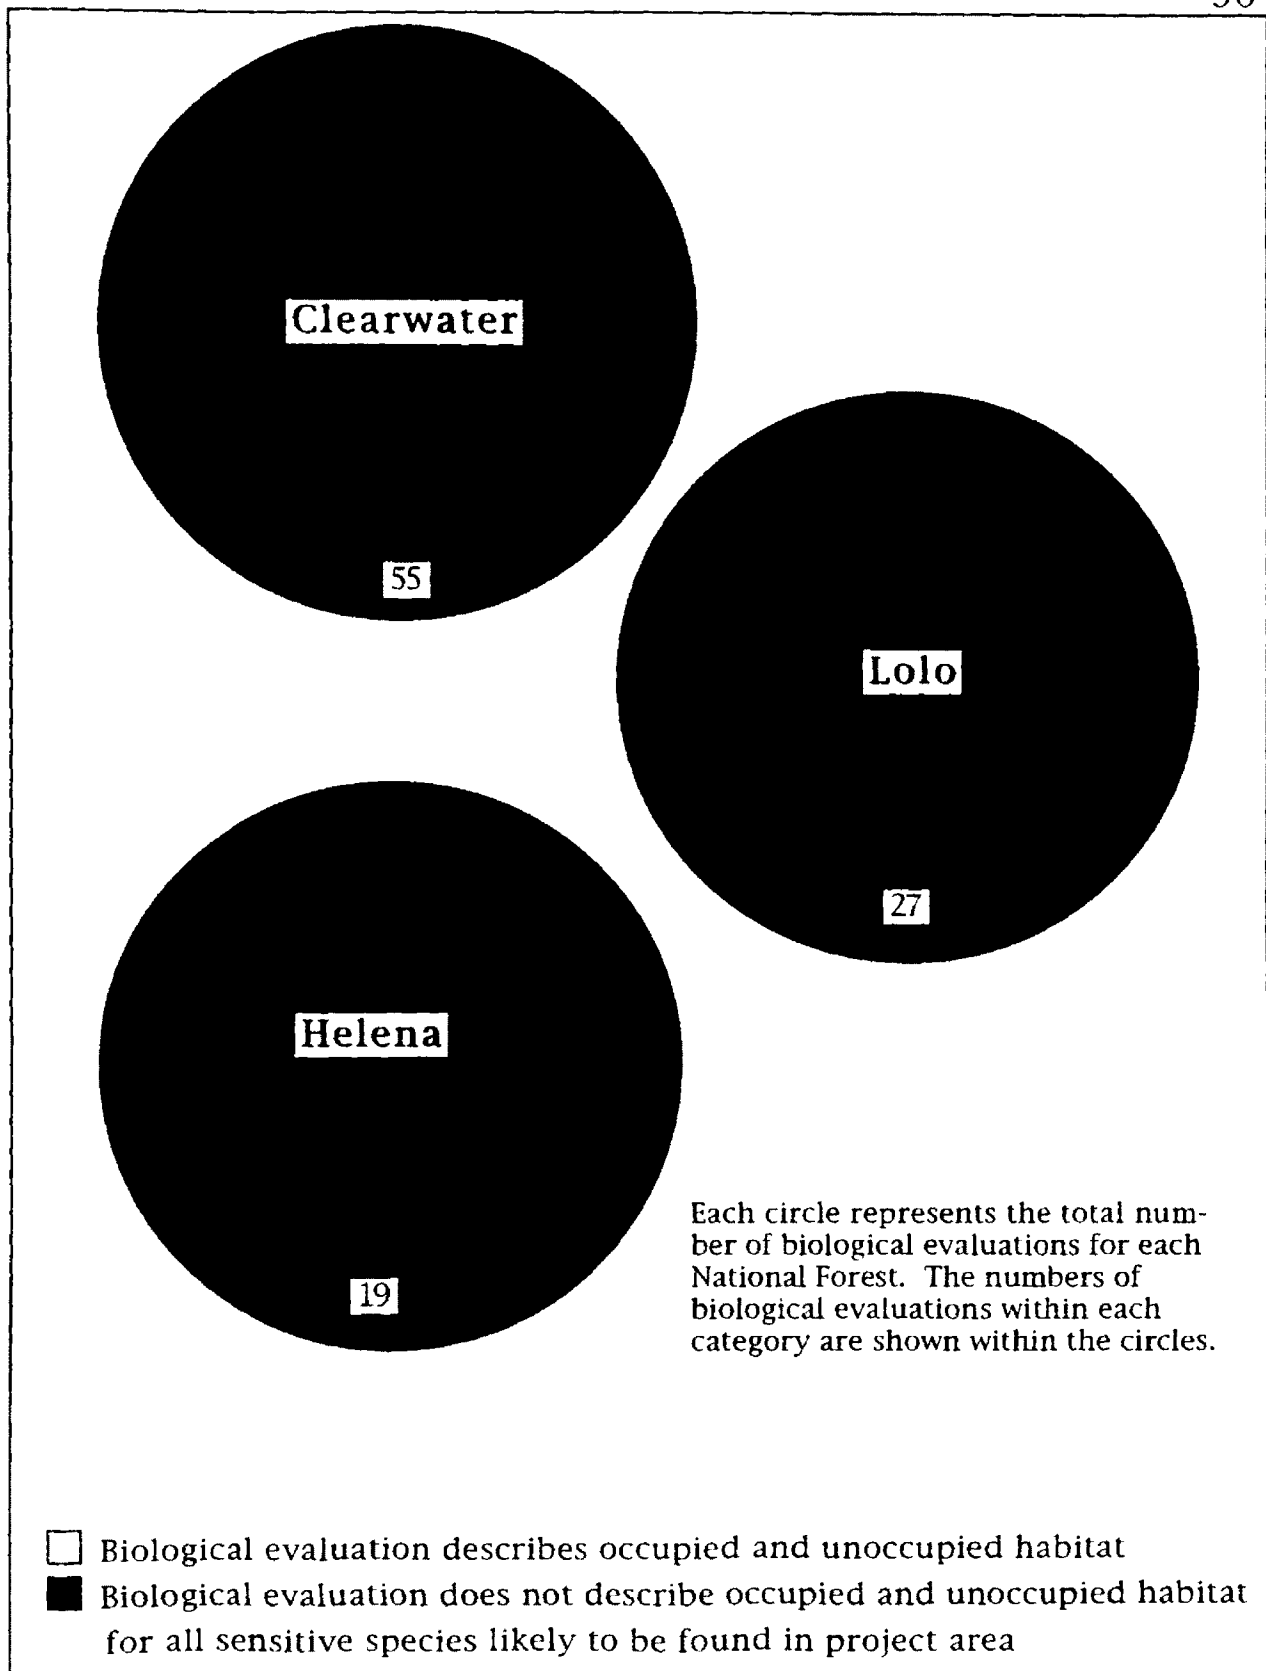 Clearwater
55
Lolo
27
Helena
19
Each circle represents the total num-
ber of biological evaluations for each
National Forest.  The numbers of
biological evaluations within each
category are shown within the circles.
Biological evaluation describes occupied and unoccupied habitat
Biological evaluation does not describe occupied and unoccupied habitat
for all sensitive species likely to be found in project area